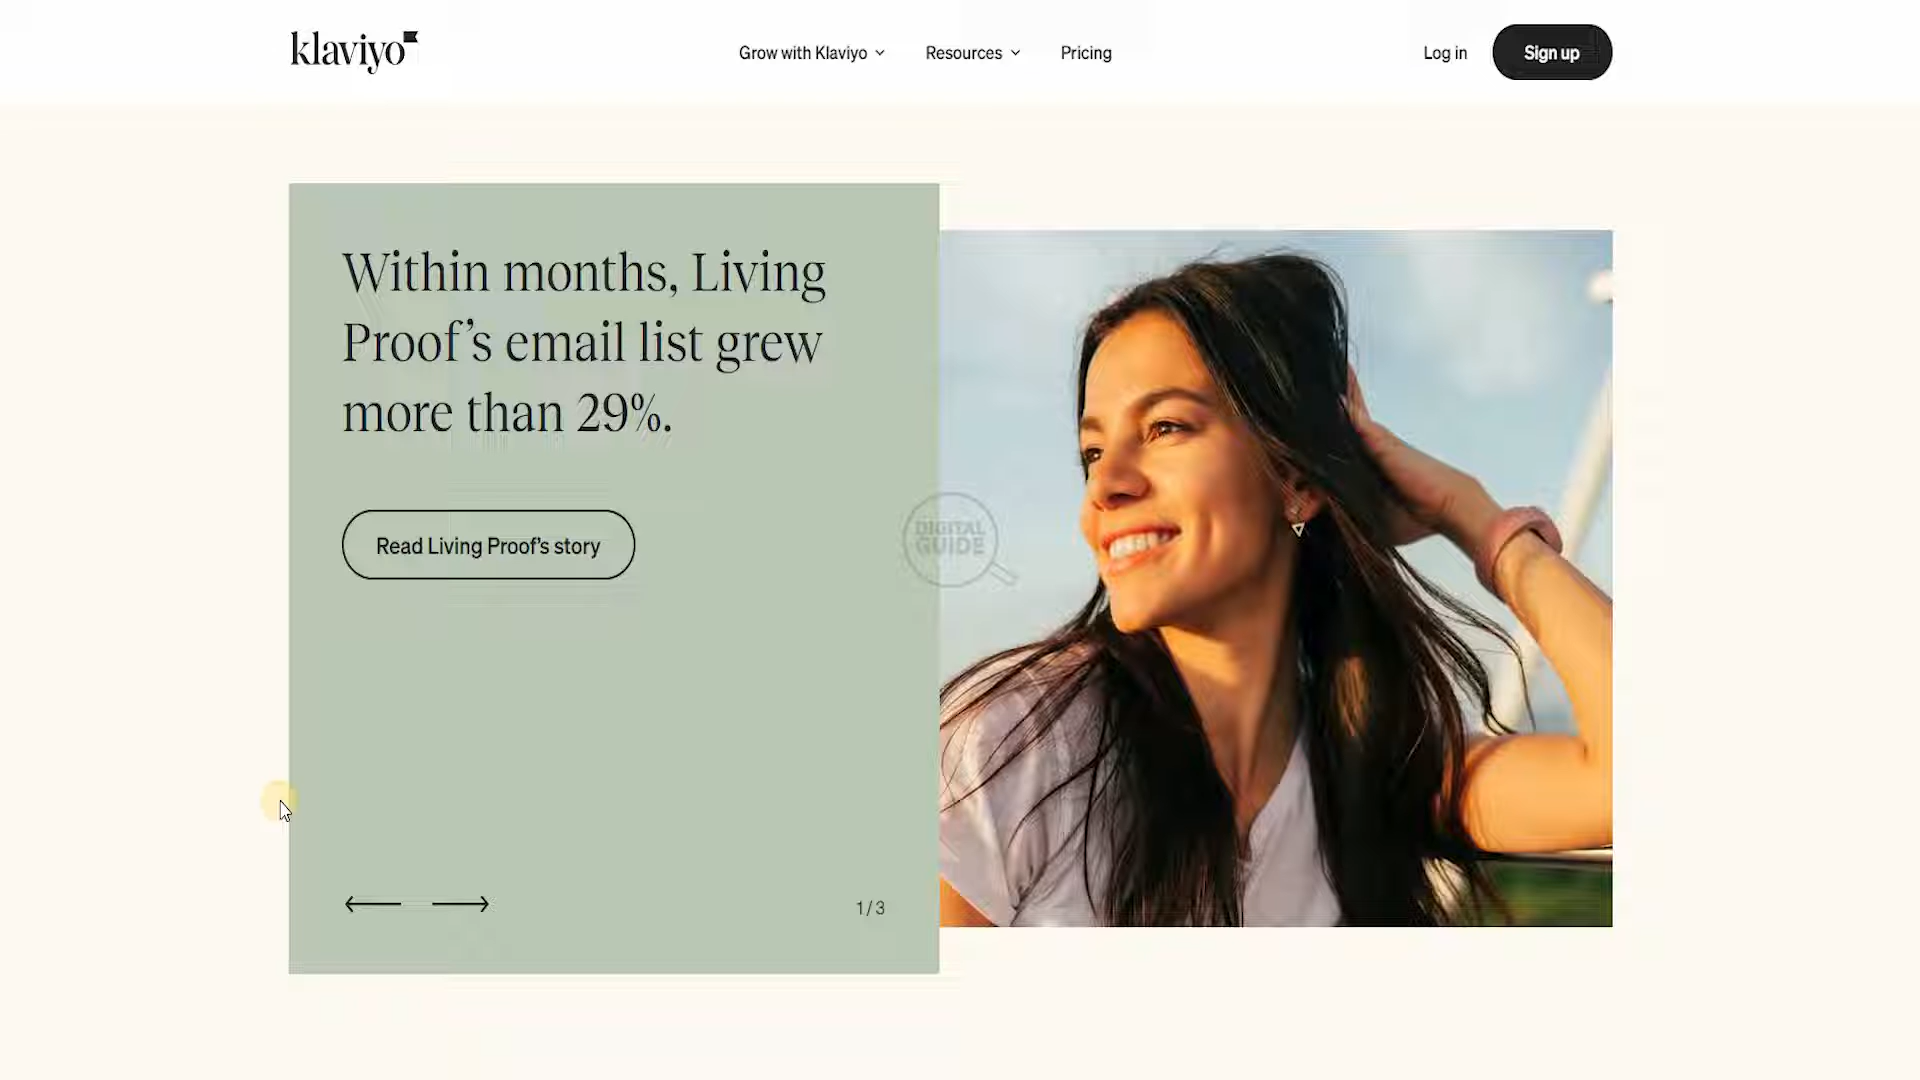 klaviyo
Grow with Klaviyo
Resources
Pricing
Log in
Sign up
Within months, Living
Proof’s email list grew
more than 29%.
Read Living Proof’s story
DIGITAL
GUIDE
1/3